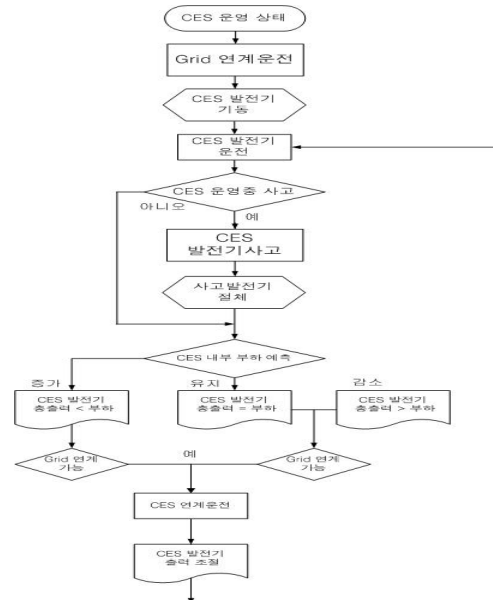 CES 운영 상태
Grid 연계운전
CES 발전기
기동
CES 발전기
운전
CES 운영중 사고
아니오
예
CES
발전기사고
사고발전기
절체
CES 내부 부하 예측
증가
유지
감소
CES 발전기
총출력 < 부하
CES 발전기
총출력 = 부하
CES 발전기
총출력 > 부하
Grid 연계
가능
예
Grid 연계
가능
CES 연계운전
CES 발전기
출력 조절